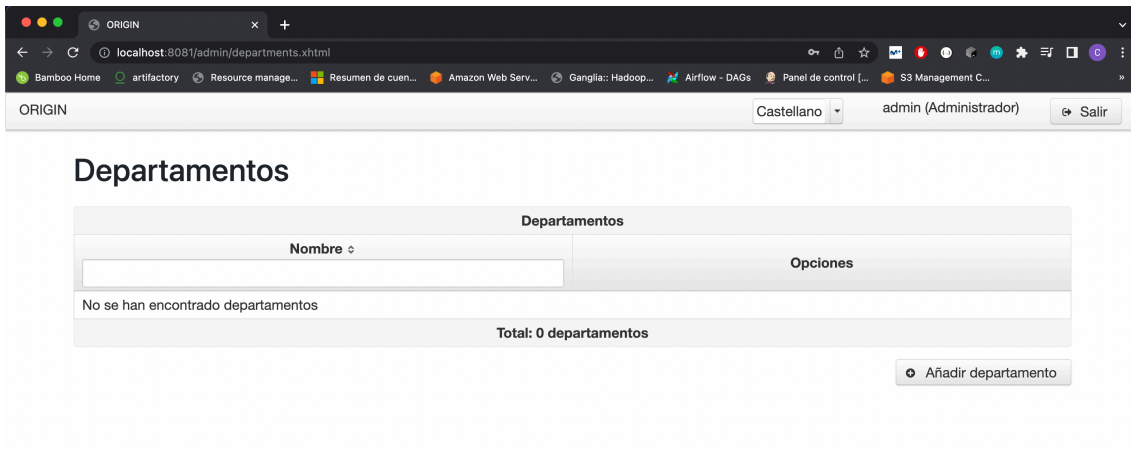 ORIGIN
localhost:8081/admin/departments.xhtml
Bamboo Home artifactory Resource manage... Resumen de cuen... Amazon Web Serv... Ganglia:: Hadoop... Airflow - DAGs Panel de control [... S3 Management C... »
ORIGIN Castellano admin (Administrador) Salir
Departamentos
Departamentos
Nombre Opciones
No se han encontrado departamentos
Total: 0 departamentos
Añadir departamento